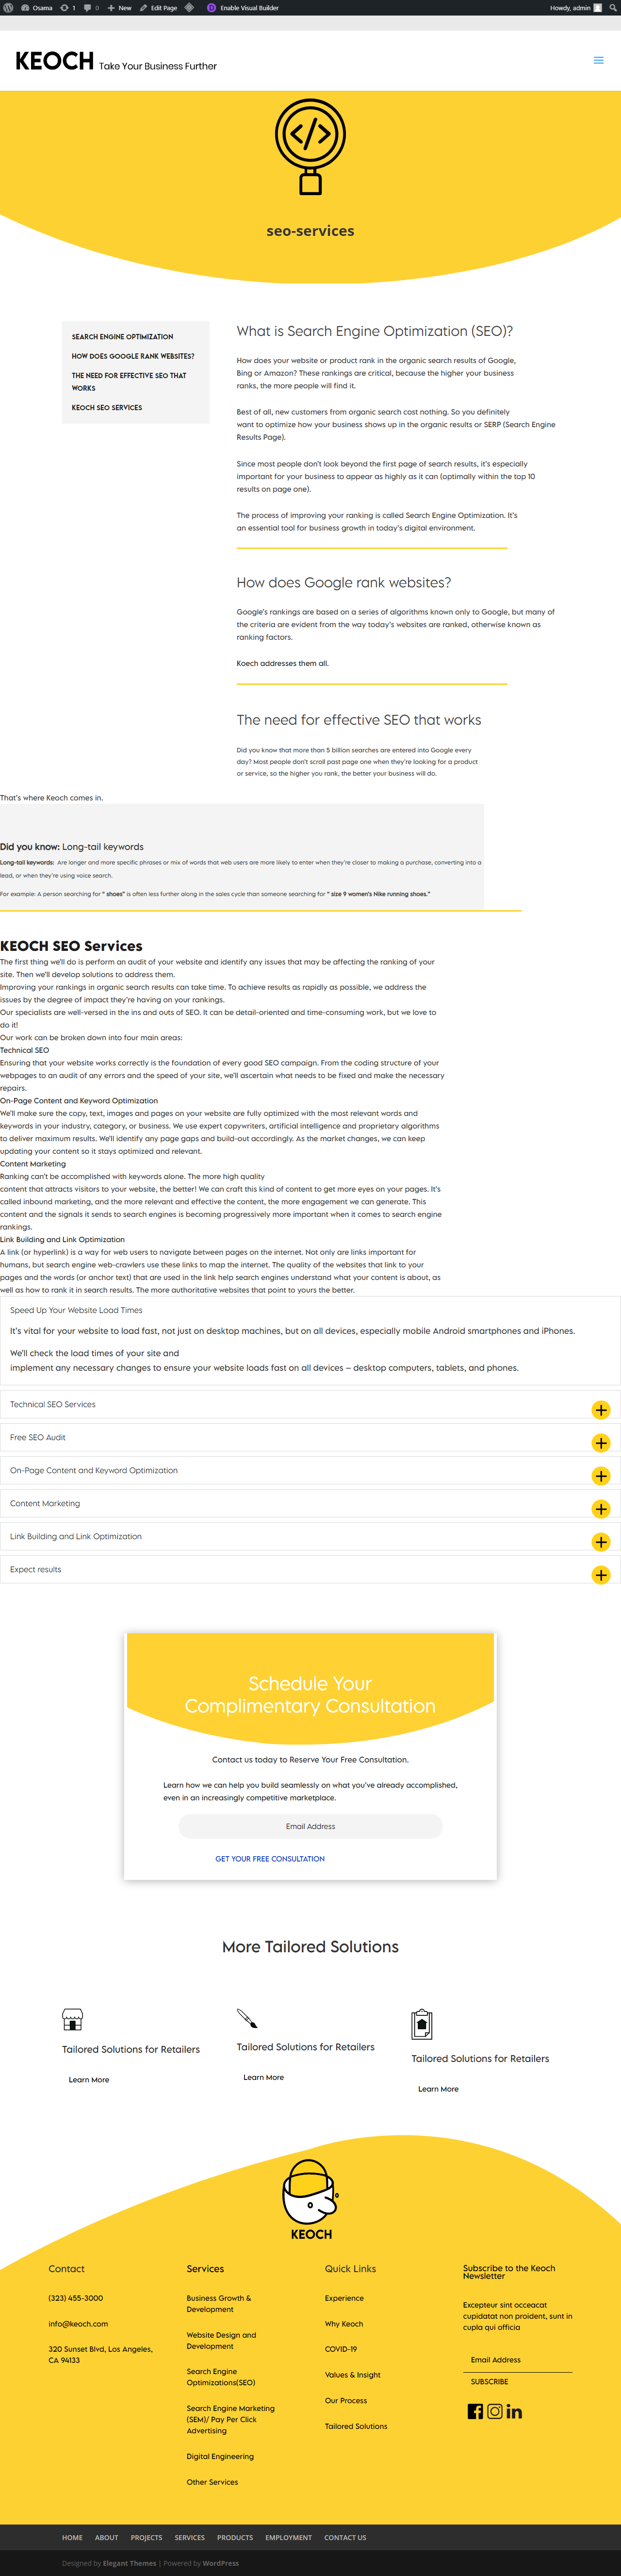 Osama 1 0 New Edit Page Enable Visual Builder Howdy, admin
KEOCH Take Your Business Further
seo-services
SEARCH ENGINE OPTIMIZATION
HOW DOES GOOGLE RANK WEBSITES?
THE NEED FOR EFFECTIVE SEO THAT
WORKS
KEOCH SEO SERVICES
What is Search Engine Optimization (SEO)?
How does your website or product rank in the organic search results of Google,
Bing or Amazon? These rankings are critical, because the higher your business
ranks, the more people will find it.
Best of all, new customers from organic search cost nothing. So you definitely
want to optimize how your business shows up in the organic results or SERP (Search Engine
Results Page).
Since most people don't look beyond the first page of search results, it's especially
important for your business to appear as highly as it can (optimally within the top 10
results on page one).
The process of improving your ranking is called Search Engine Optimization. It's
an essential tool for business growth in today's digital environment.
How does Google rank websites?
Google's rankings are based on a series of algorithms known only to Google, but many of
the criteria are evident from the way today's websites are ranked, otherwise known as
ranking factors.
Koech addresses them all.
The need for effective SEO that works
Did you know that more than 5 billion searches are entered into Google every
day? Most people don't scroll past page one when they're looking for a product
or service, so the higher you rank, the better your business will do.
That's where Keoch comes in.
Did you know: Long-tail keywords
Long-tail keywords: Are longer and more specific phrases or mix of words that web users are more likely to enter when they're closer to making a purchase, converting into a
lead, or when they're using voice search.
For example: A person searching for " shoes" is often less further along in the sales cycle than someone searching for " size 9 women's Nike running shoes."
KEOCH SEO Services
The first thing we'll do is perform an audit of your website and identify any issues that may be affecting the ranking of your
site. Then we'll develop solutions to address them.
Improving your rankings in organic search results can take time. To achieve results as rapidly as possible, we address the
issues by the degree of impact they're having on your rankings.
Our specialists are well-versed in the ins and outs of SEO. It can be detail-oriented and time-consuming work, but we love to
do it!
Our work can be broken down into four main areas:
Technical SEO
Ensuring that your website works correctly is the foundation of every good SEO campaign. From the coding structure of your
webpages to an audit of any errors and the speed of your site, we'll ascertain what needs to be fixed and make the necessary
repairs.
On-Page Content and Keyword Optimization
We'll make sure the copy, text, images and pages on your website are fully optimized with the most relevant words and
keywords in your industry, category, or business. We use expert copywriters, artificial intelligence and proprietary algorithms
to deliver maximum results. We'll identify any page gaps and build-out accordingly. As the market changes, we can keep
updating your content so it stays optimized and relevant.
Content Marketing
Ranking can't be accomplished with keywords alone. The more high quality
content that attracts visitors to your website, the better! We can craft this kind of content to get more eyes on your pages. It's
called inbound marketing, and the more relevant and effective the content, the more engagement we can generate. This
content and the signals it sends to search engines is becoming progressively more important when it comes to search engine
rankings.
Link Building and Link Optimization
A link (or hyperlink) is a way for web users to navigate between pages on the internet. Not only are links important for
humans, but search engine web-crawlers use these links to map the internet. The quality of the websites that link to your
pages and the words (or anchor text) that are used in the link help search engines understand what your content is about, as
well as how to rank it in search results. The more authoritative websites that point to yours the better.
Speed Up Your Website Load Times
It's vital for your website to load fast, not just on desktop machines, but on all devices, especially mobile Android smartphones and iPhones.
We'll check the load times of your site and
implement any necessary changes to ensure your website loads fast on all devices – desktop computers, tablets, and phones.
Technical SEO Services
Free SEO Audit
On-Page Content and Keyword Optimization
Content Marketing
Link Building and Link Optimization
Expect results
Schedule Your
Complimentary Consultation
Contact us today to Reserve Your Free Consultation.
Learn how we can help you build seamlessly on what you've already accomplished,
even in an increasingly competitive marketplace.
Email Address
GET YOUR FREE CONSULTATION
More Tailored Solutions
Tailored Solutions for Retailers
Learn More
Tailored Solutions for Retailers
Learn More
Tailored Solutions for Retailers
Learn More
KEOCH
Contact
(323) 455-3000
info@keoch.com
320 Sunset Blvd, Los Angeles,
CA 94133
Services
Business Growth &
Development
Website Design and
Development
Search Engine
Optimizations(SEO)
Search Engine Marketing
(SEM)/ Pay Per Click
Advertising
Digital Engineering
Other Services
Quick Links
Experience
Why Keoch
COVID-19
Values & Insight
Our Process
Tailored Solutions
Subscribe to the Keoch
Newsletter
Excepteur sint occeacat
cupidatat non proident, sunt in
cupla qui officia
Email Address
SUBSCRIBE
HOME ABOUT PROJECTS SERVICES PRODUCTS EMPLOYMENT CONTACT US
Designed by Elegant Themes | Powered by WordPress